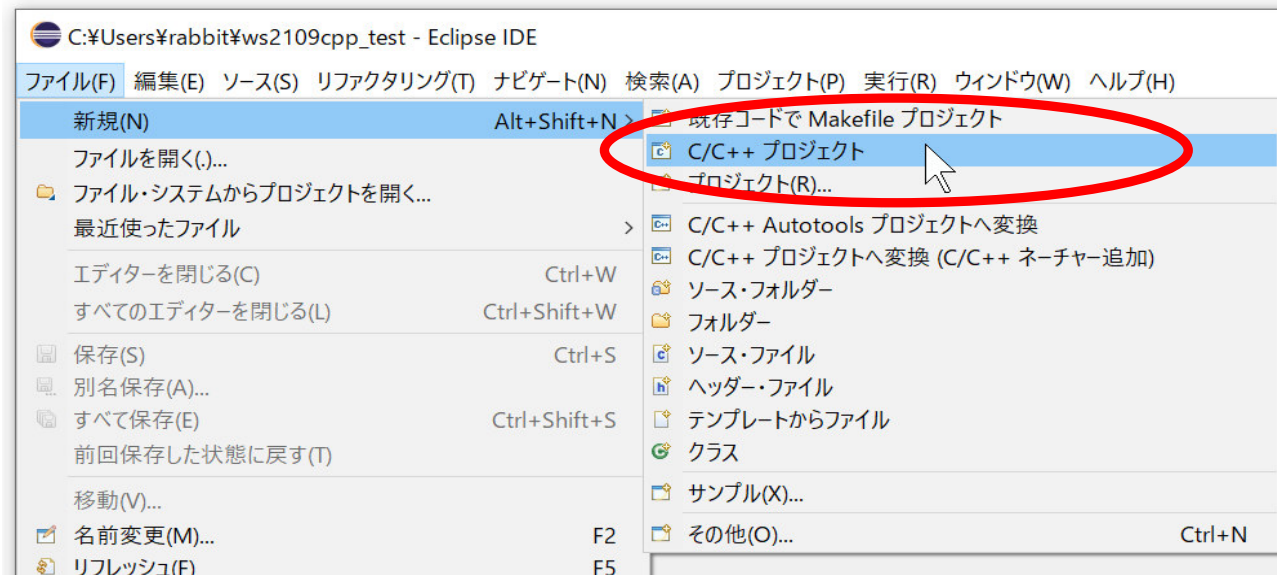 C:¥Users¥rabbit¥ws2109cpp_test - Eclipse IDE
ファイル(F) 編集(E) ソース(S) リファクタリング(T) ナビゲート(N) 検索(A) プロジェクト(P) 実行(R) ウィンドウ(W) ヘルプ(H)
新規(N) Alt+Shift+N >
ファイルを開く(.)...
ファイル・システムからプロジェクトを開く...
最近使ったファイル >
エディターを閉じる(C) Ctrl+W
すべてのエディターを閉じる(L) Ctrl+Shift+W
保存(S) Ctrl+S
別名保存(A)...
すべて保存(E) Ctrl+Shift+S
前回保存した状態に戻す(T)
移動(V)...
名前変更(M)... F2
リフレッシュ(F) F5
既存コードで Makefile プロジェクト
C/C++ プロジェクト
プロジェクト(R)...
C/C++ Autotools プロジェクトへ変換
C/C++ プロジェクトへ変換 (C/C++ ネーチャー追加)
ソース・フォルダー
フォルダー
ソース・ファイル
ヘッダー・ファイル
テンプレートからファイル
クラス
サンプル(X)...
その他(O)... Ctrl+N